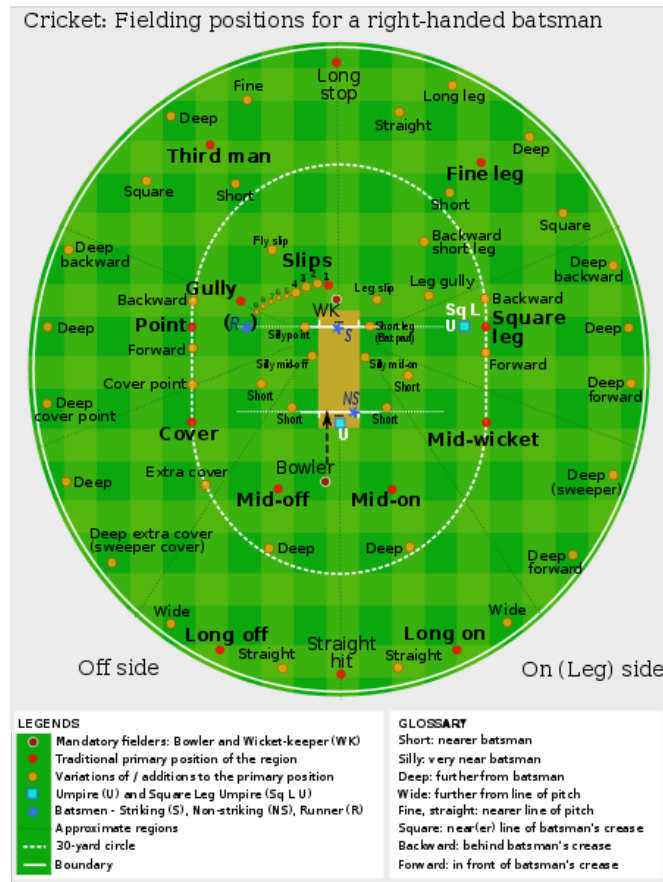 Cricket: Fielding positions for a right-handed batsman
Long
stop
Fine
Long leg
Deep
Straight
Third man
Deep
Fine leg
Square
Short
Short
Square
Fly slip
Backward
short leg
Deep
backward
Slips
Deep
backward
Gully
4 3 2 1
Leg slip
Leg gully
Backward
WK
Backward
Sq L
U
Deep
Point
(R)
Silly point
S
Short leg
(Bat pad)
Square
leg
Deep
Forward
Silly mid-off
Silly mid-on
Forward
Cover point
Short
Short
Deep
forward
Deep
cover point
Short
NS
Short
Cover
U
Mid-wicket
Bowler
Extra cover
Deep
Mid-off
Mid-on
Deep
(sweeper)
Deep extra cover
(sweeper cover)
Deep
Deep
Deep
forward
Wide
Wide
Long off
Straight
hit
Long on
Straight
Straight
Off side
On (Leg) side
LEGENDS
Mandatory fielders: Bowler and Wicket-keeper (WK)
Traditional primary position of the region
Variations of / additions to the primary position
Umpire (U) and Square Leg Umpire (Sq L U)
Batsmen - Striking (S), Non-striking (NS), Runner (R)
Approximate regions
30-yard circle
Boundary
GLOSSARY
Short: nearer batsman
Silly: very near batsman
Deep: further from batsman
Wide: further from line of pitch
Fine, straight: nearer line of pitch
Square: near(er) line of batsman's crease
Backward: behind batsman's crease
Forward: in front of batsman's crease